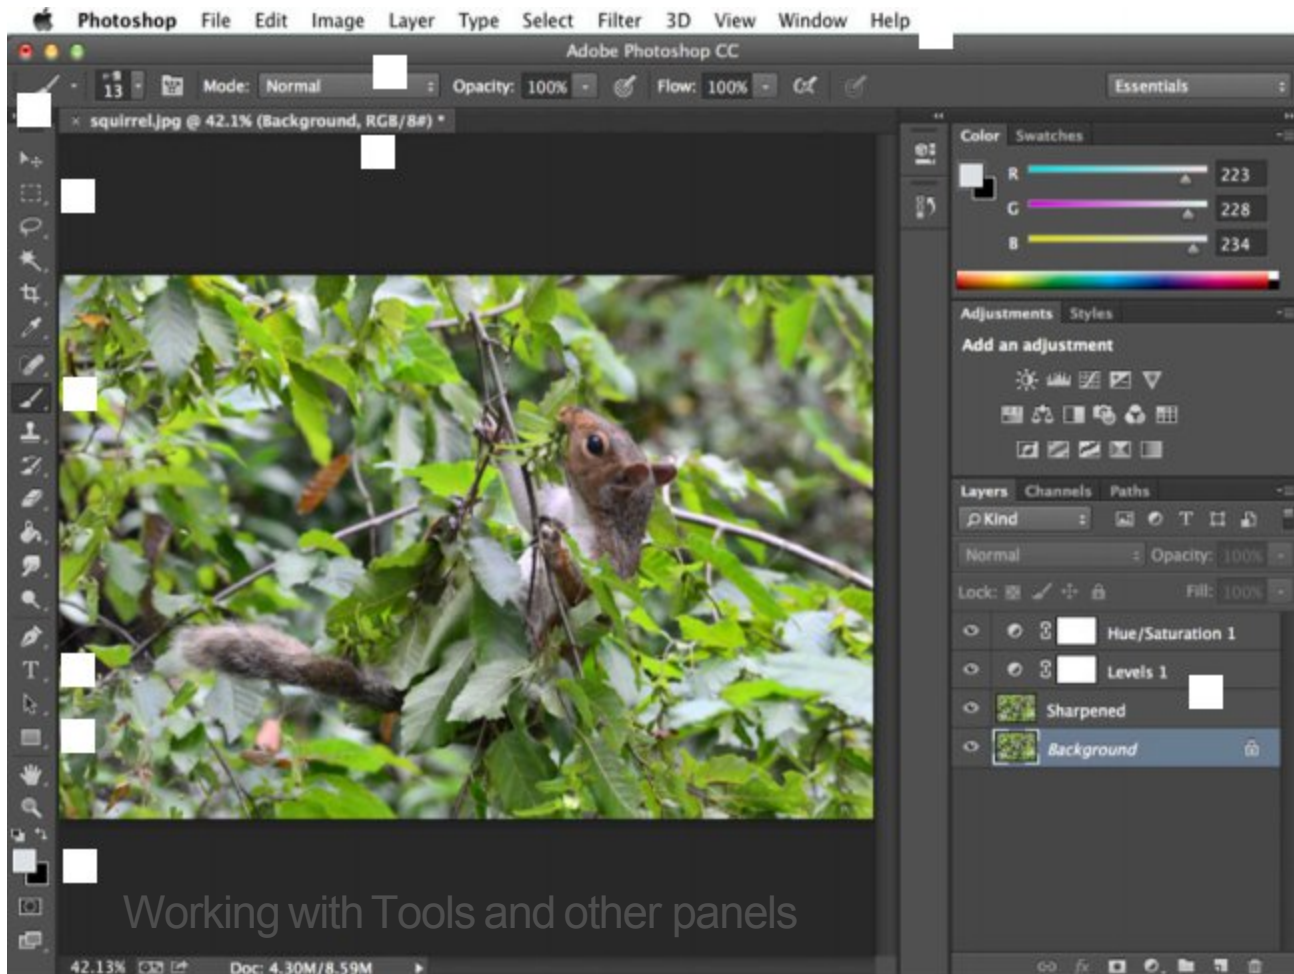 Photoshop File Edit Image Layer Type Select Filter 3D View Window Help
Adobe Photoshop CC
13 Mode: Normal Opacity: 100% Flow: 100% Essentials
× squirrel.jpg @ 42.1% (Background, RGB/8#) *
Color Swatches
R 223
G 228
B 234
Adjustments Styles
Add an adjustment
Layers Channels Paths
Kind T
Normal Opacity: 100%
Lock: Fill: 100%
Hue/Saturation 1
Levels 1
Sharpened
Background
T
Working with Tools and other panels
42.13% Doc: 4.30M/8.59M
fx